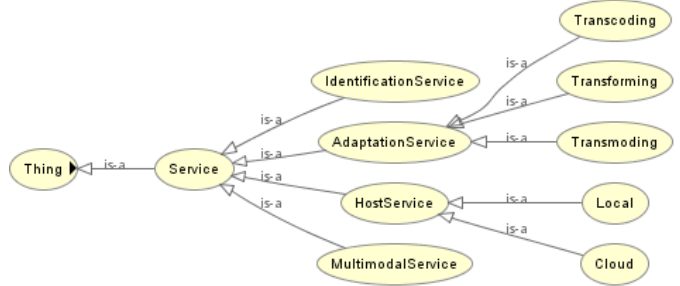 Transcoding
is-a
IdentificationService
is-a
Transforming
is-a
is-a
AdaptationService
is-a
Transmoding
Thing
is-a
Service
is-a
is-a
HostService
is-a
Local
is-a
is-a
MultimodalService
Cloud